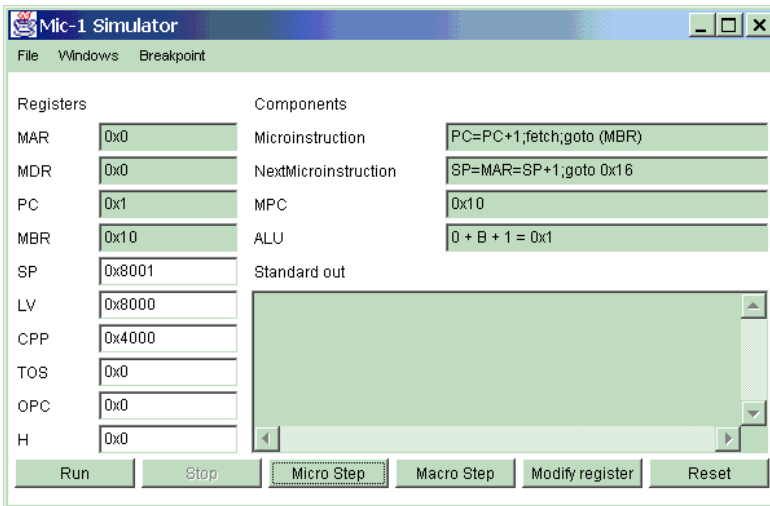 Mic-1 Simulator
File Windows Breakpoint
Registers Components
MAR 0x0 Microinstruction PC=PC+1;fetch;goto (MBR)
MDR 0x0 NextMicroinstruction SP=MAR=SP+1;goto 0x16
PC 0x1 MPC 0x10
MBR 0x10 ALU 0 + B + 1 = 0x1
SP 0x8001 Standard out
LV 0x8000
CPP 0x4000
TOS 0x0
OPC 0x0
H 0x0
Run Stop Micro Step Macro Step Modify register Reset